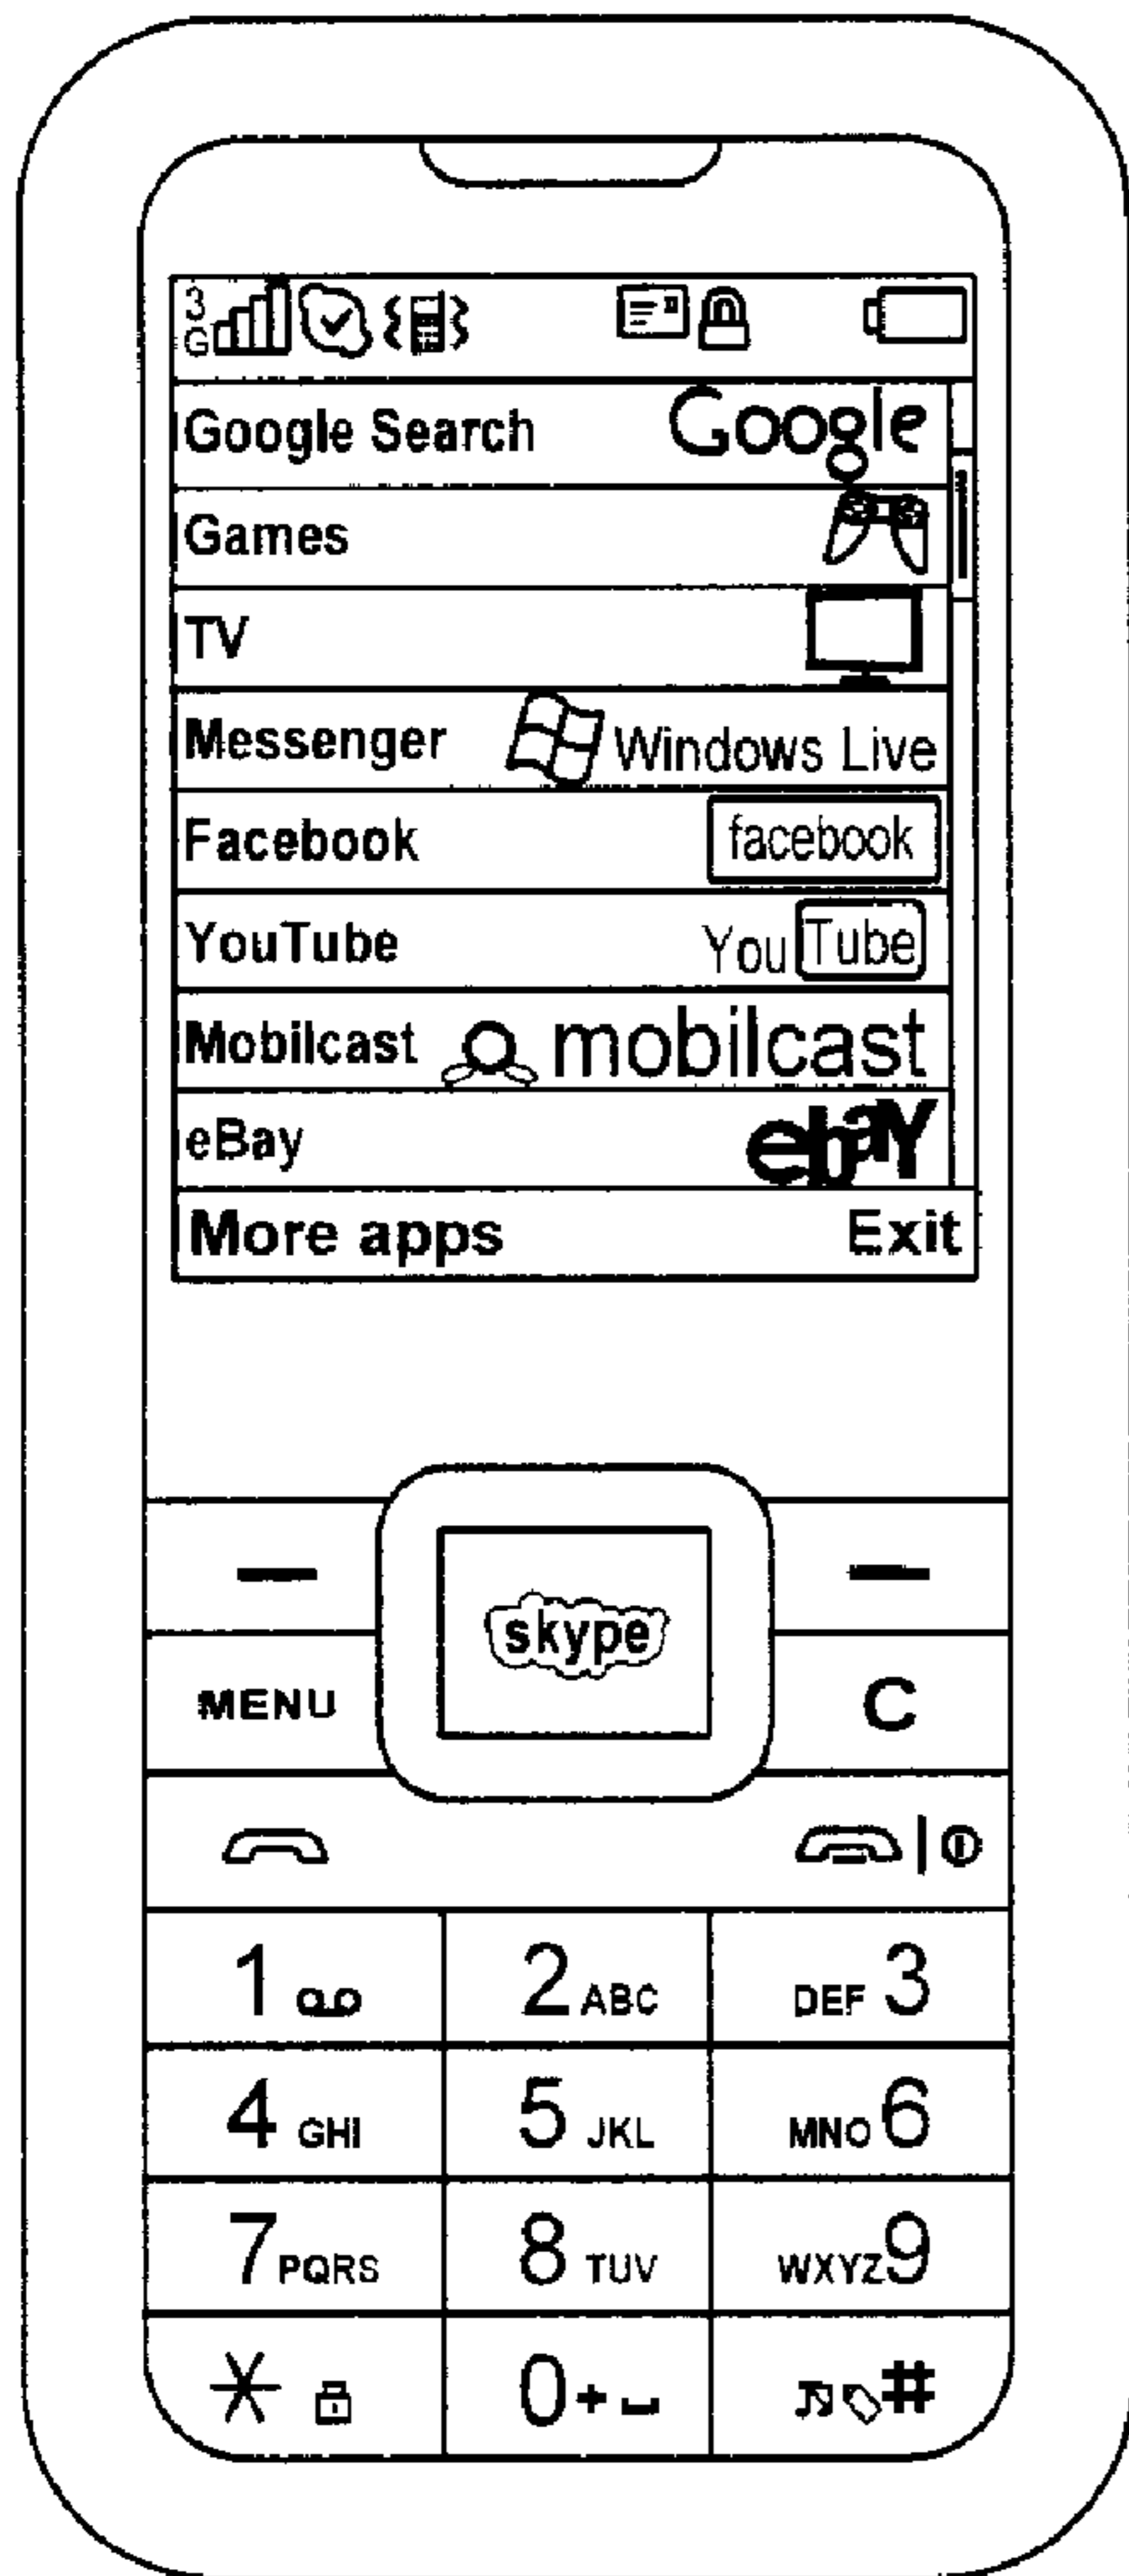 3G
Google Search Google
Games
TV
Messenger Windows Live
Facebook facebook
YouTube YouTube
Mobilcast mobilcast
eBay ebaY
More apps Exit
skype
MENU C
1 2 ABC DEF 3
4 GHI 5 JKL MNO 6
7 PQRS 8 TUV WXYZ 9
* 0 + #